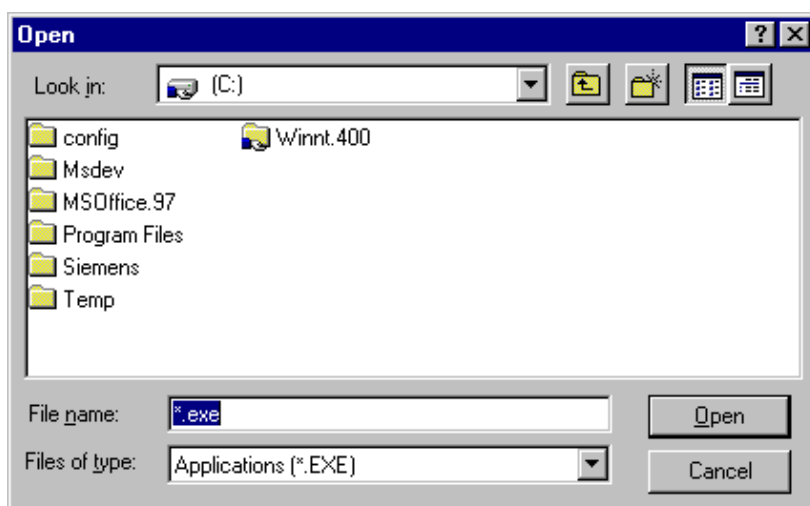 Open
Look in: (C:)
config Winnt.400
Msdev
MSOffice.97
Program Files
Siemens
Temp
File name: *.exe Open
Files of type: Applications (*.EXE) Cancel